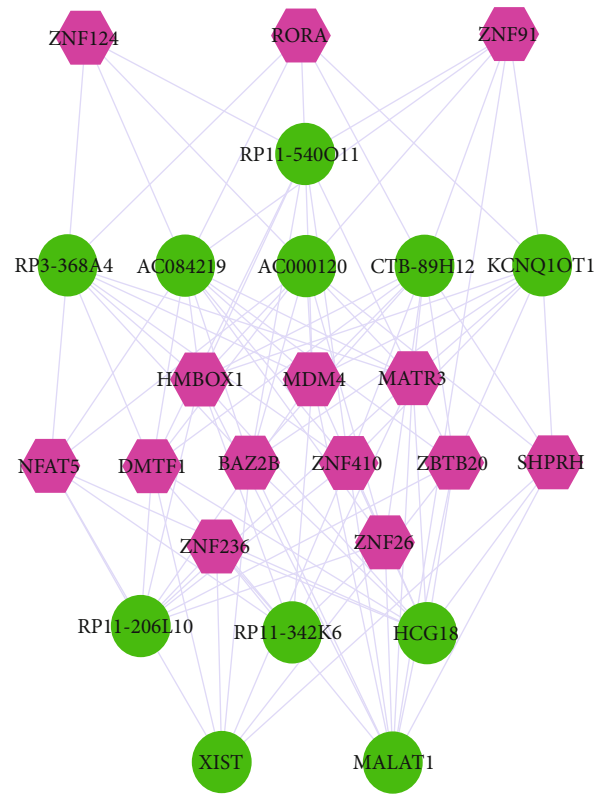 ZNF124
RORA
ZNF91
RP11-540O11
RP3-368A4
AC084219
AC000120
CTB-89H12
KCNQ1OT1
HMBOX1
MDM4
MATR3
NFAT5
DMTF1
BAZ2B
ZNF410
ZBTB20
SHPRH
ZNF236
ZNF26
RP11-206L10
RP11-342K6
HCG18
XIST
MALAT1